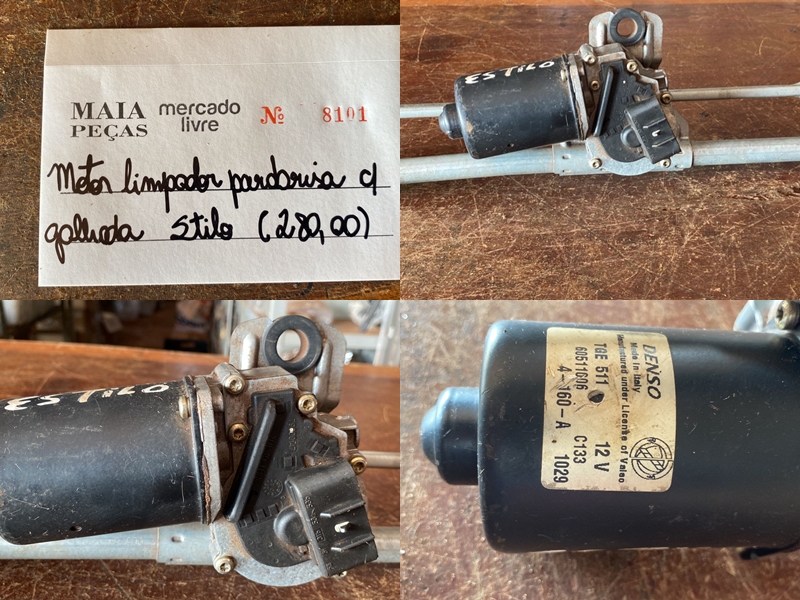 MAIA
PEÇAS
mercado
livre
Nº 8101
Motor limpador parabrisa c/
galhada Stilo (280,00)
ESTILO
ESTILO
DENSO
Made in Italy
Manufactured under License of Valeo
TGE 511
60511006
12 V
4-160-A C133 1029